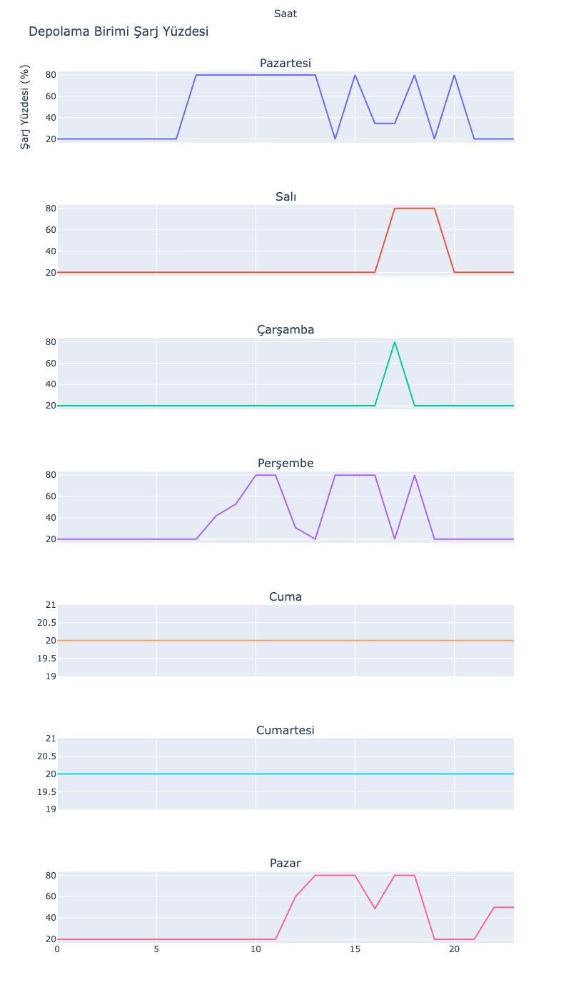 Saat
Depolama Birimi Şarj Yüzdesi
Pazartesi
Şarj Yüzdesi (%)
80
60
40
20
Salı
80
60
40
20
Çarşamba
80
60
40
20
Perşembe
80
60
40
20
Cuma
21
20.5
20
19.5
19
Cumartesi
21
20.5
20
19.5
19
Pazar
80
60
40
20
0 5 10 15 20